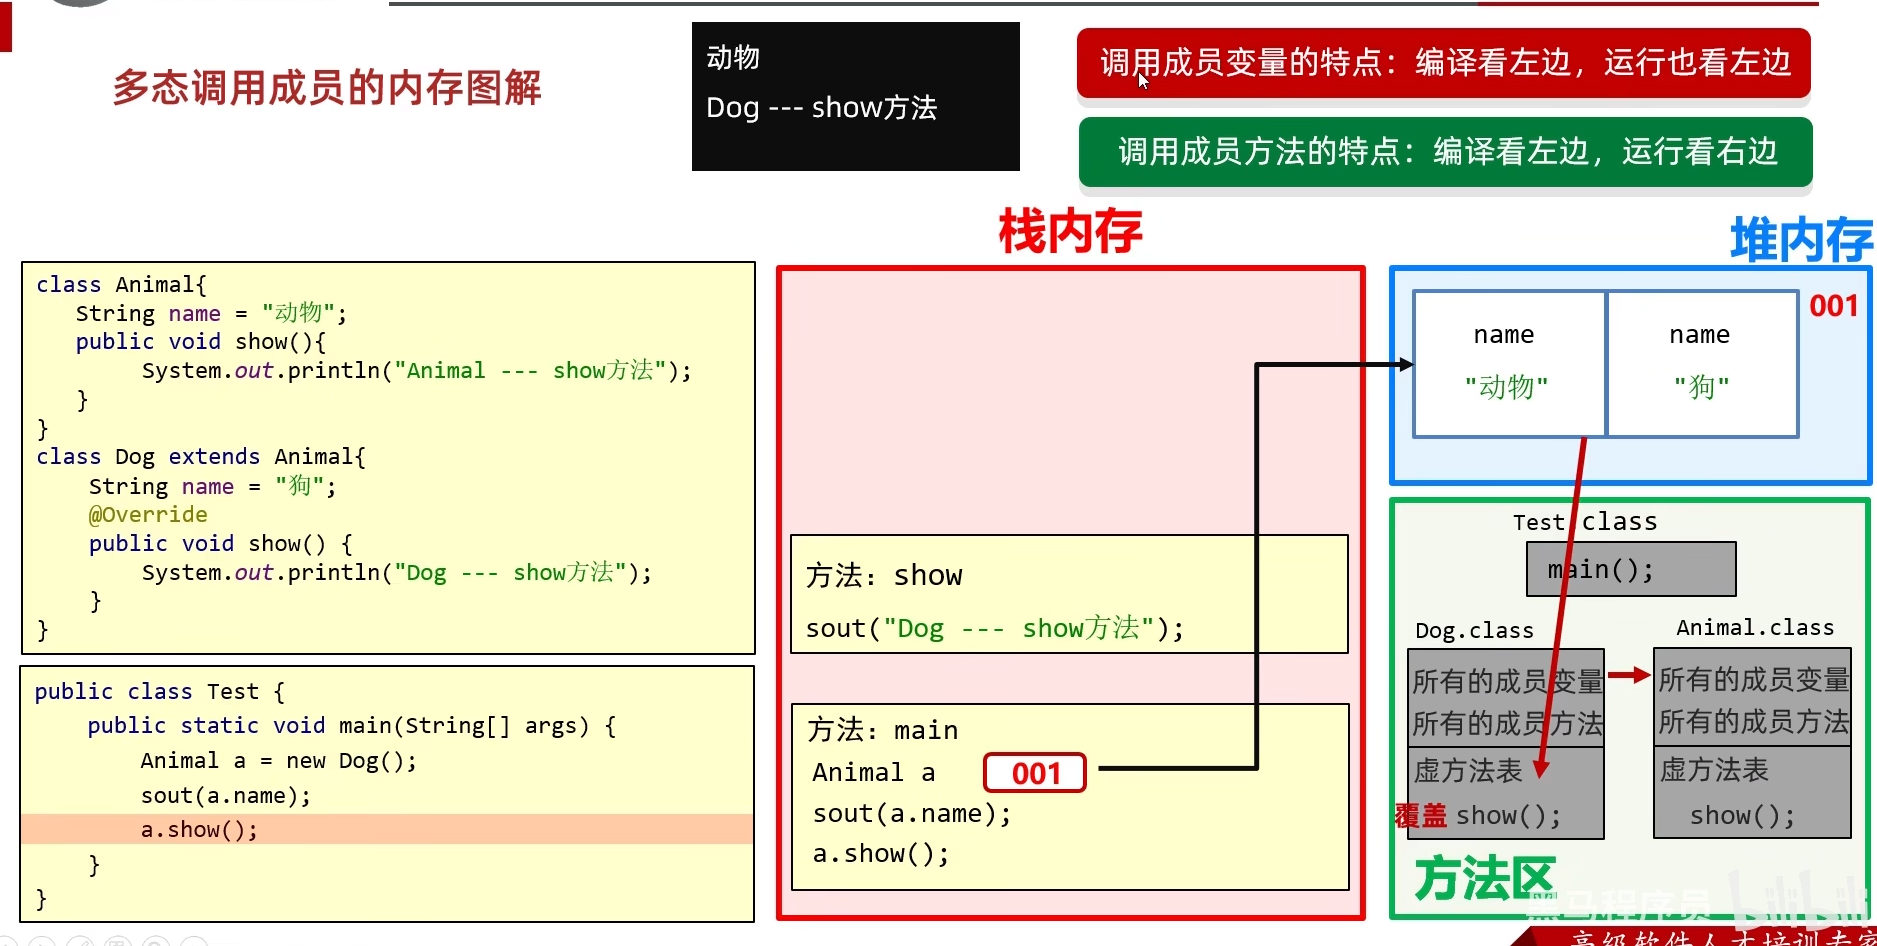 多态调用成员的内存图解
动物
Dog --- show方法
调用成员变量的特点：编译看左边，运行也看左边
调用成员方法的特点：编译看左边，运行看右边
class Animal{
String name = "动物";
public void show(){
System.out.println("Animal --- show方法");
}
}
class Dog extends Animal{
String name = "狗";
@Override
public void show() {
System.out.println("Dog --- show方法");
}
}
public class Test {
public static void main(String[] args) {
Animal a = new Dog();
sout(a.name);
a.show();
}
}
栈内存
方法：show
sout("Dog --- show方法");
方法：main
Animal a 001
sout(a.name);
a.show();
堆内存
001
name
"动物"
name
"狗"
Test.class
main();
Dog.class
所有的成员变量
所有的成员方法
虚方法表
覆盖 show();
Animal.class
所有的成员变量
所有的成员方法
虚方法表
show();
方法区
黑马程序员
bilibili
高级软件人才培训专家